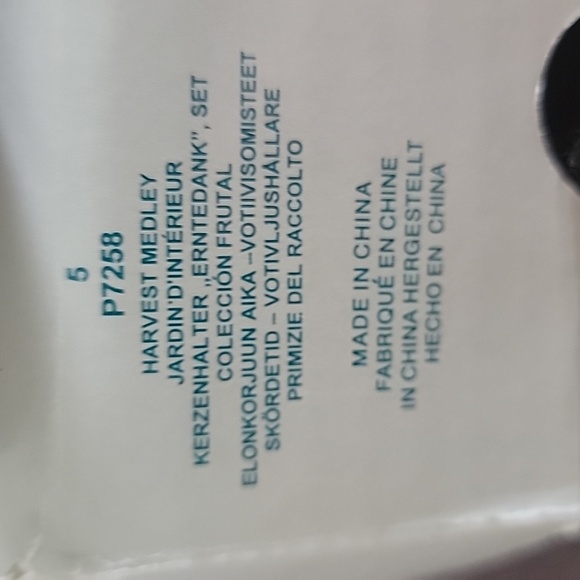 5
P7258
HARVEST MEDLEY
JARDIN D'INTÉRIEUR
KERZENHALTER „ERNTEDANK", SET
COLECCIÓN FRUTAL
ELONKORJUUN AIKA –VOTIIVISOMISTEET
SKÖRDETID – VOTIVLJUSHÅLLARE
PRIMZIE DEL RACCOLTO
MADE IN CHINA
FABRIQUÉ EN CHINE
IN CHINA HERGESTELLT
HECHO EN CHINA